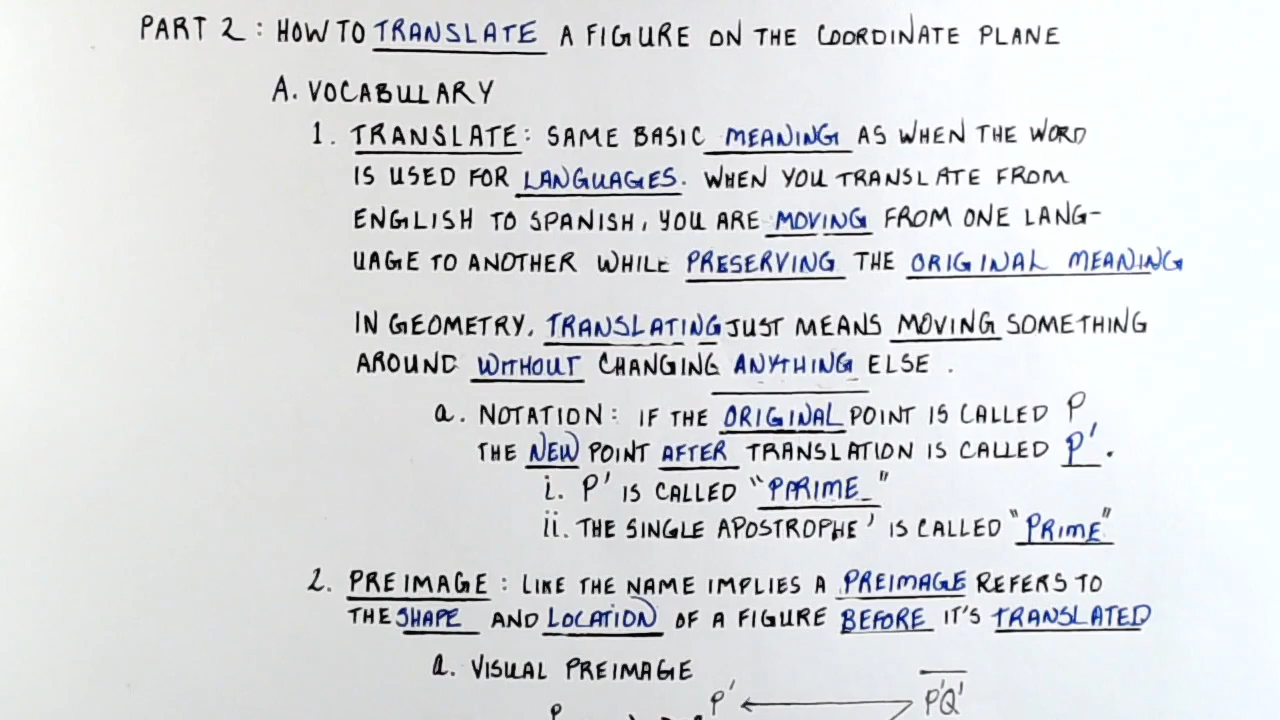 PART 2: HOW TO TRANSLATE A FIGURE ON THE COORDINATE PLANE
A. VOCABULARY
1. TRANSLATE: SAME BASIC MEANING AS WHEN THE WORD
IS USED FOR LANGUAGES. WHEN YOU TRANSLATE FROM
ENGLISH TO SPANISH, YOU ARE MOVING FROM ONE LANG-
UAGE TO ANOTHER WHILE PRESERVING THE ORIGINAL MEANING
IN GEOMETRY, TRANSLATING JUST MEANS MOVING SOMETHING
AROUND WITHOUT CHANGING ANYTHING ELSE.
a. NOTATION: IF THE ORIGINAL POINT IS CALLED P
THE NEW POINT AFTER TRANSLATION IS CALLED P'.
i. P' IS CALLED "PPRIME"
ii. THE SINGLE APOSTROPHE ' IS CALLED "PRIME"
2. PREIMAGE: LIKE THE NAME IMPLIES A PREIMAGE REFERS TO
THE SHAPE AND LOCATION OF A FIGURE BEFORE IT'S TRANSLATED
a. VISUAL PREIMAGE
P P' P'Q'